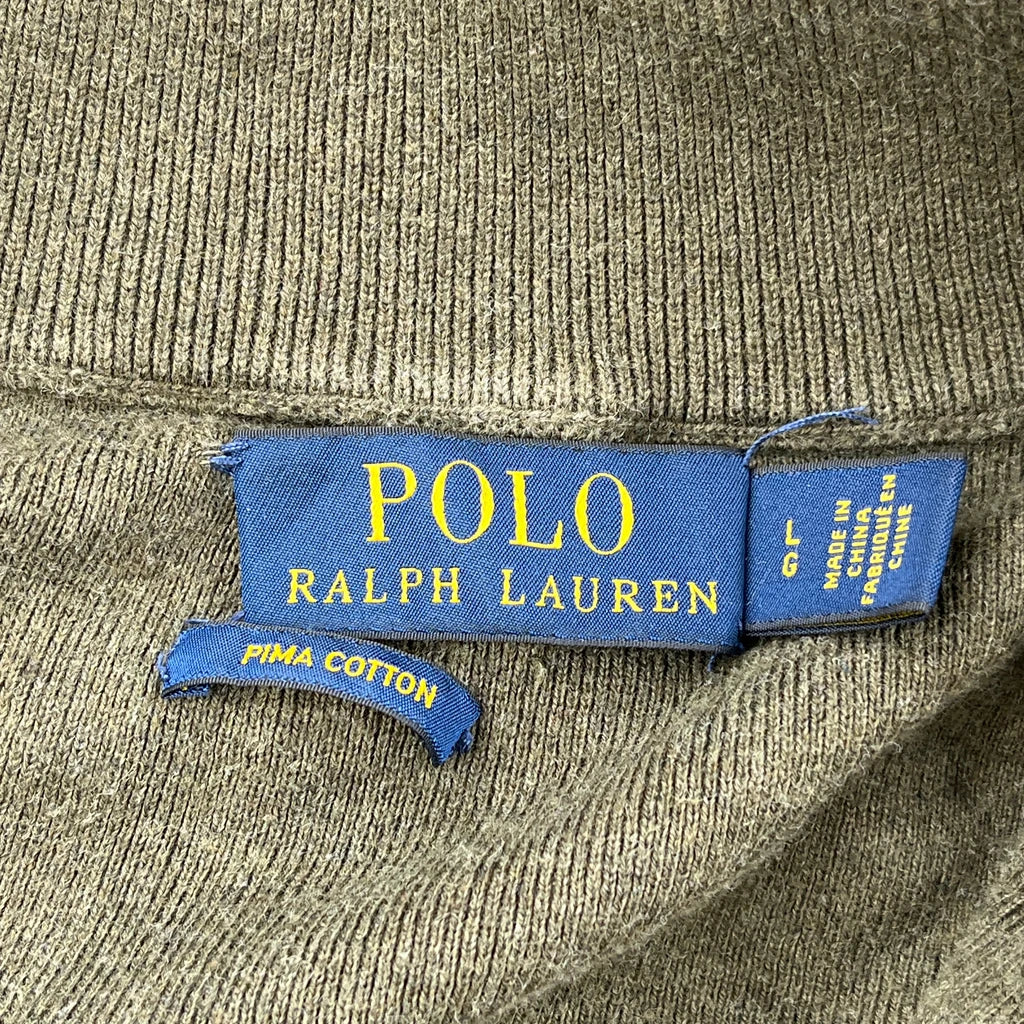 POLO
RALPH LAUREN
PIMA COTTON
L
G
MADE IN
CHINA
FABRIQUÉ EN
CHINE